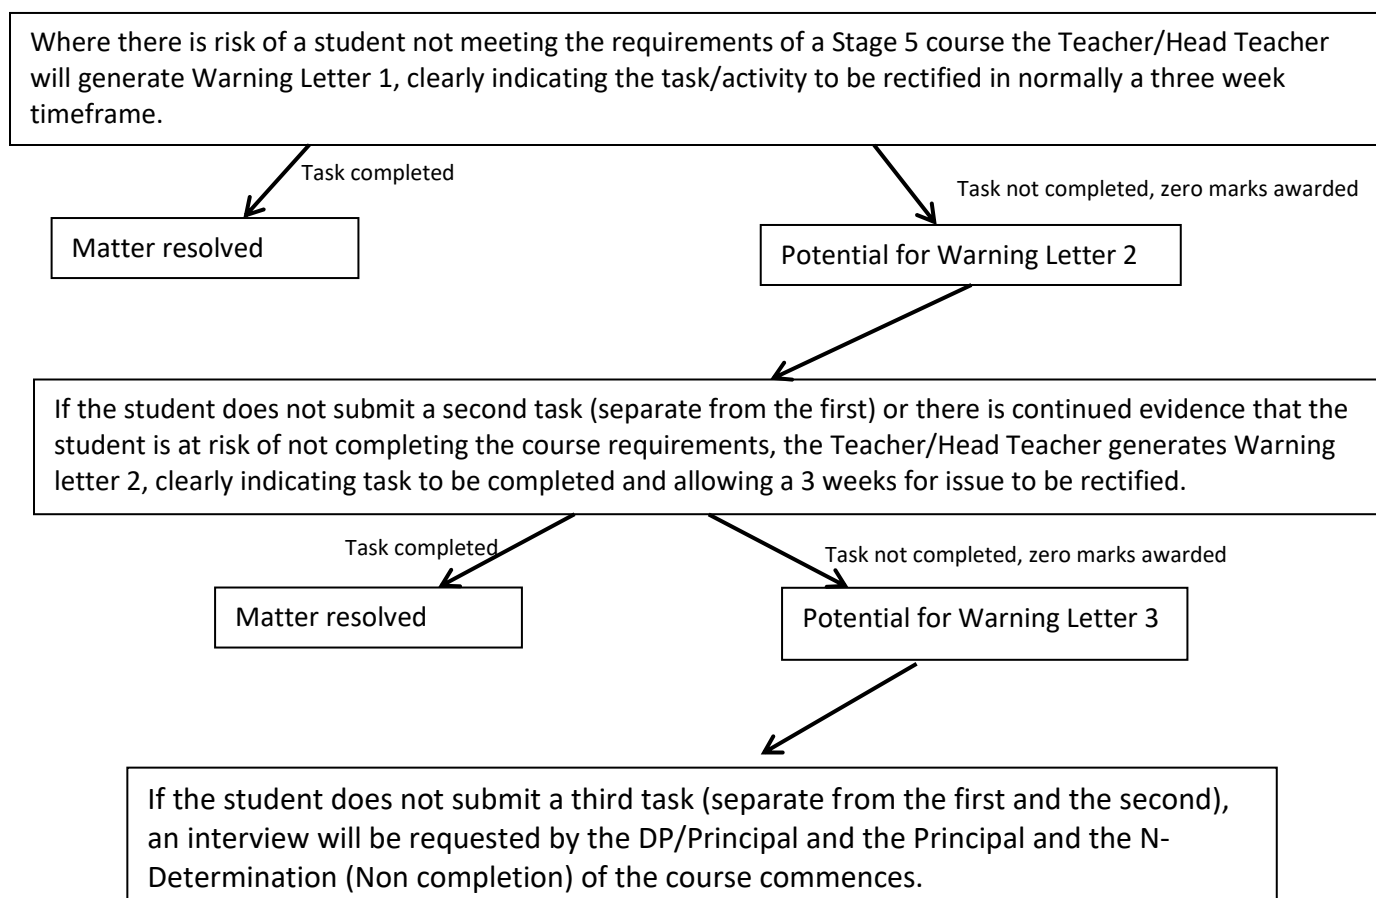 Where there is risk of a student not meeting the requirements of a Stage 5 course the Teacher/Head Teacher
will generate Warning Letter 1, clearly indicating the task/activity to be rectified in normally a three week
timeframe.
Task completed
Task not completed, zero marks awarded
Matter resolved
Potential for Warning Letter 2
If the student does not submit a second task (separate from the first) or there is continued evidence that the
student is at risk of not completing the course requirements, the Teacher/Head Teacher generates Warning
letter 2, clearly indicating task to be completed and allowing a 3 weeks for issue to be rectified.
Task completed
Task not completed, zero marks awarded
Matter resolved
Potential for Warning Letter 3
If the student does not submit a third task (separate from the first and the second),
an interview will be requested by the DP/Principal and the Principal and the N-
Determination (Non completion) of the course commences.